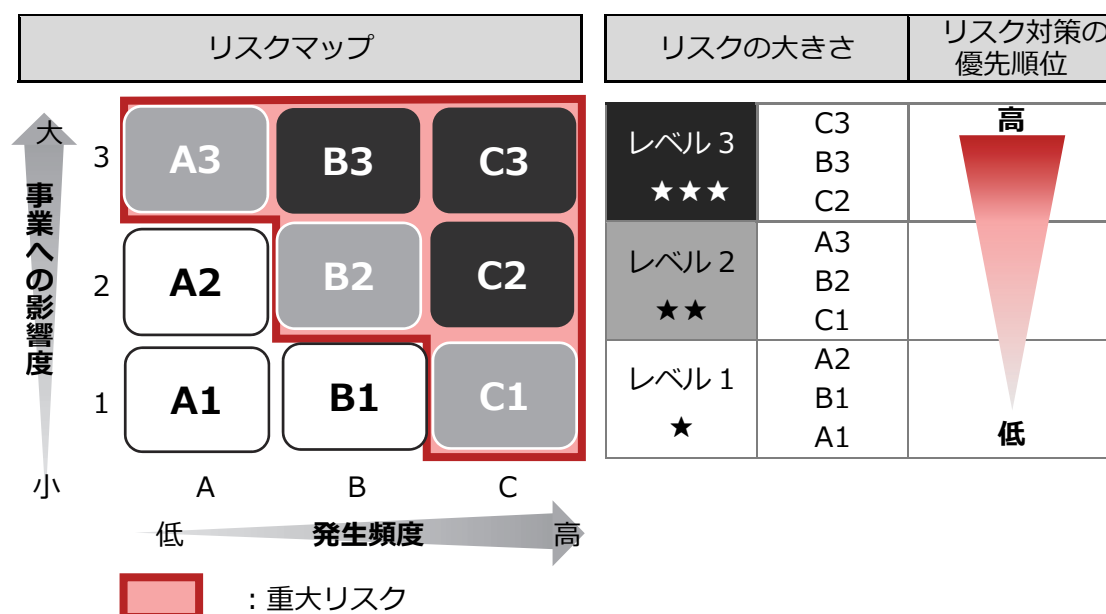 リスクマップ
リスクの大きさ
リスク対策の
優先順位
大
事業への影響度
小
3
2
1
A3
B3
C3
A2
B2
C2
A1
B1
C1
A
B
C
低
発生頻度
高
：重大リスク
レベル 3
★★★
C3
B3
C2
レベル 2
★★
A3
B2
C1
レベル 1
★
A2
B1
A1
高
低